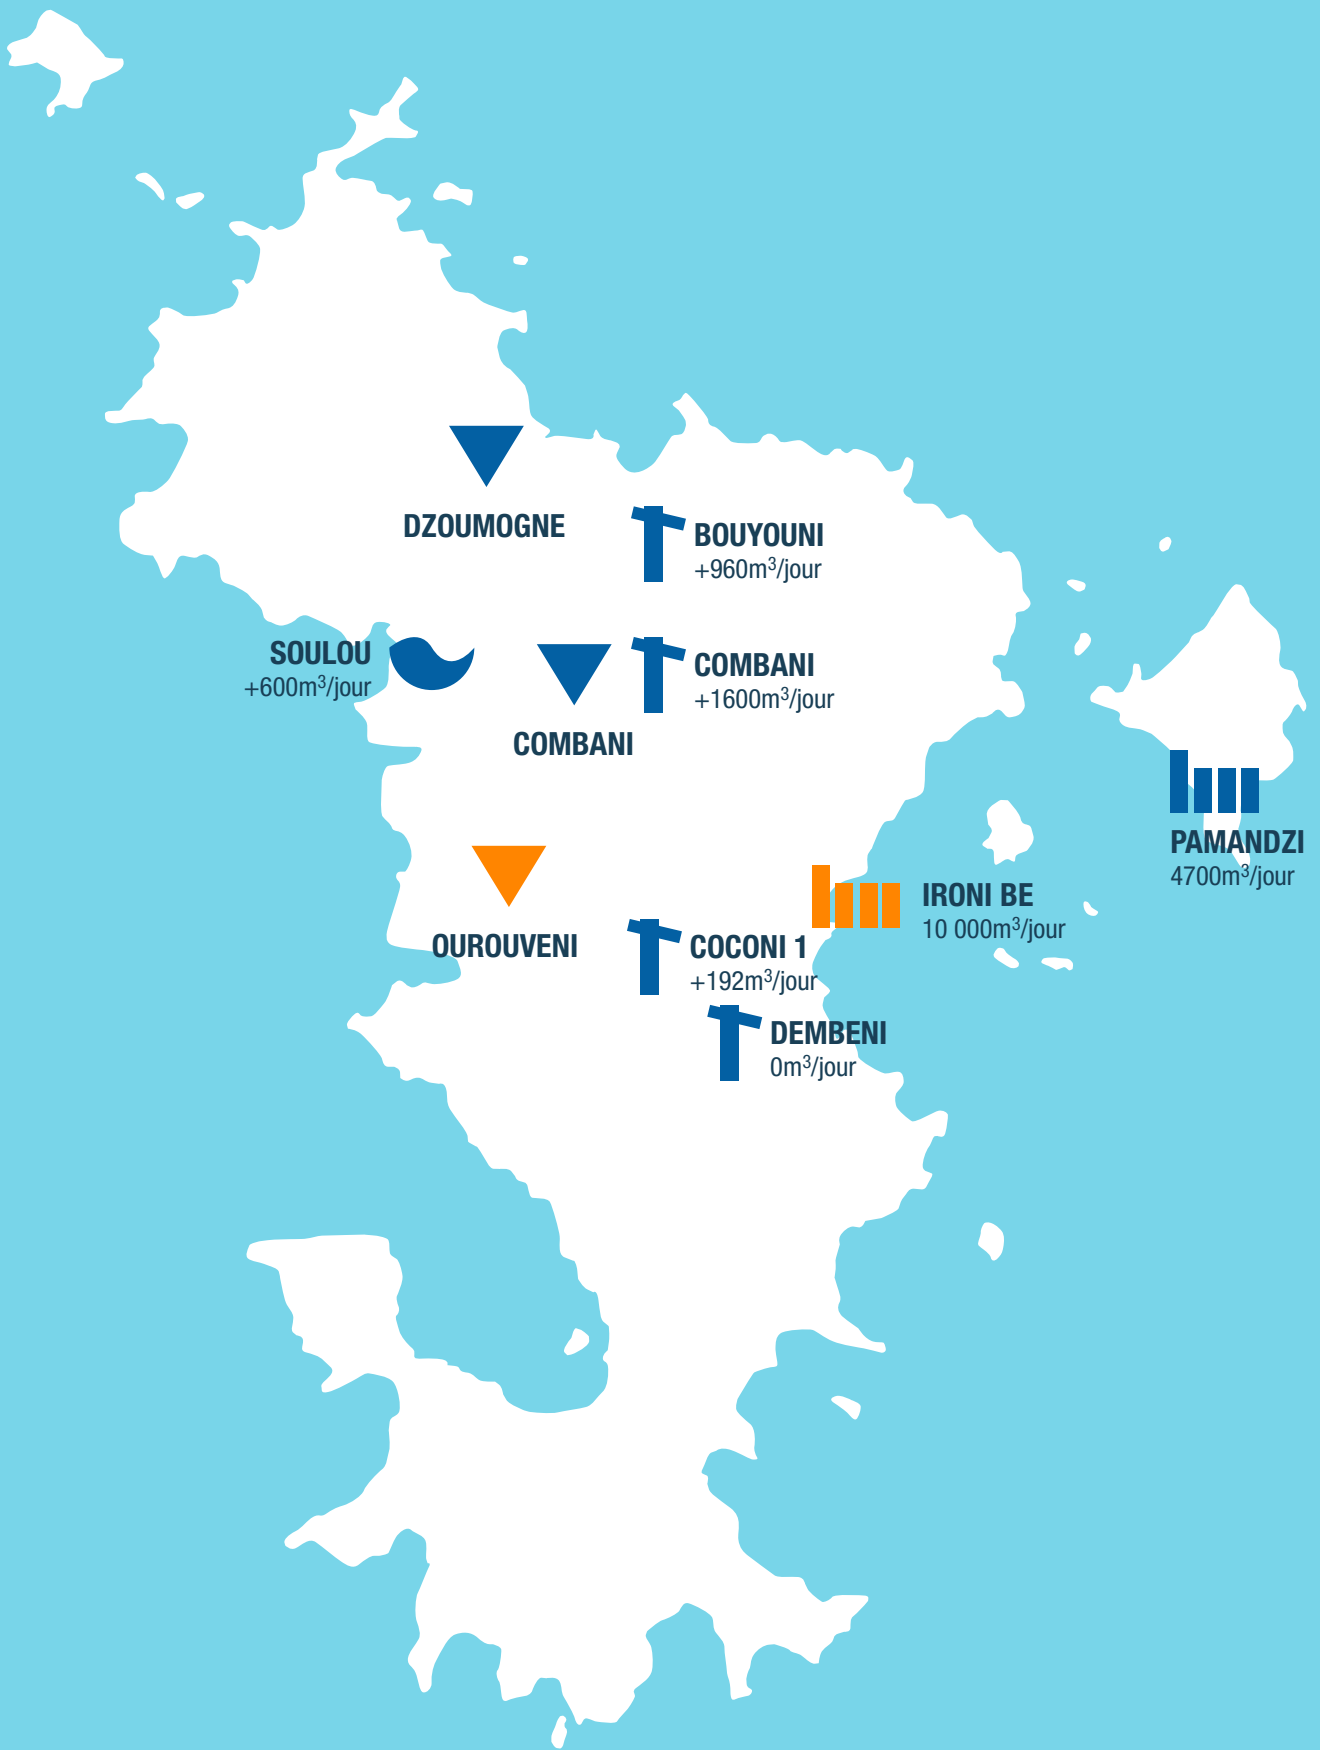 DZOUMOGNE
BOUYOUNI
+960m³/jour
SOULOU
+600m³/jour
COMBANI
+1600m³/jour
COMBANI
PAMANDZI
4700m³/jour
IRONI BE
10 000m³/jour
OUROUVENI
COCONI 1
+192m³/jour
DEMBENI
0m³/jour